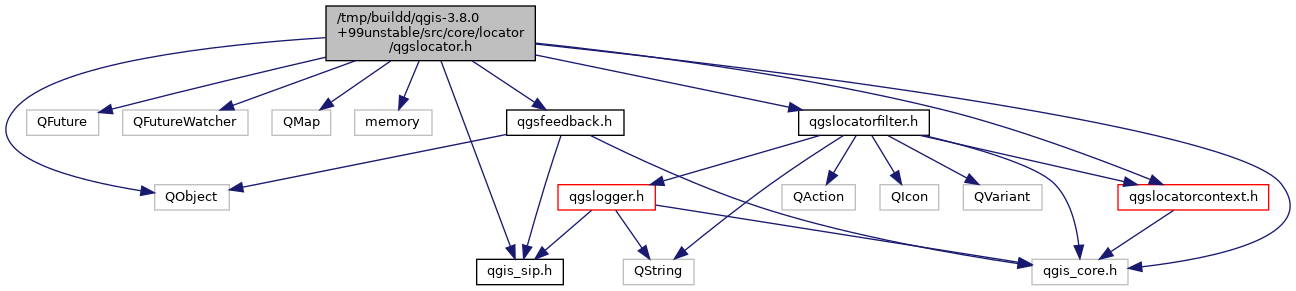 /tmp/buildd/qgis-3.8.0
+99unstable/src/core/locator
/qgslocator.h
QFuture
QFutureWatcher
QMap
memory
qgsfeedback.h
qgslocatorfilter.h
QObject
qgslogger.h
QAction
QIcon
QVariant
qgslocatorcontext.h
qgis_sip.h
QString
qgis_core.h